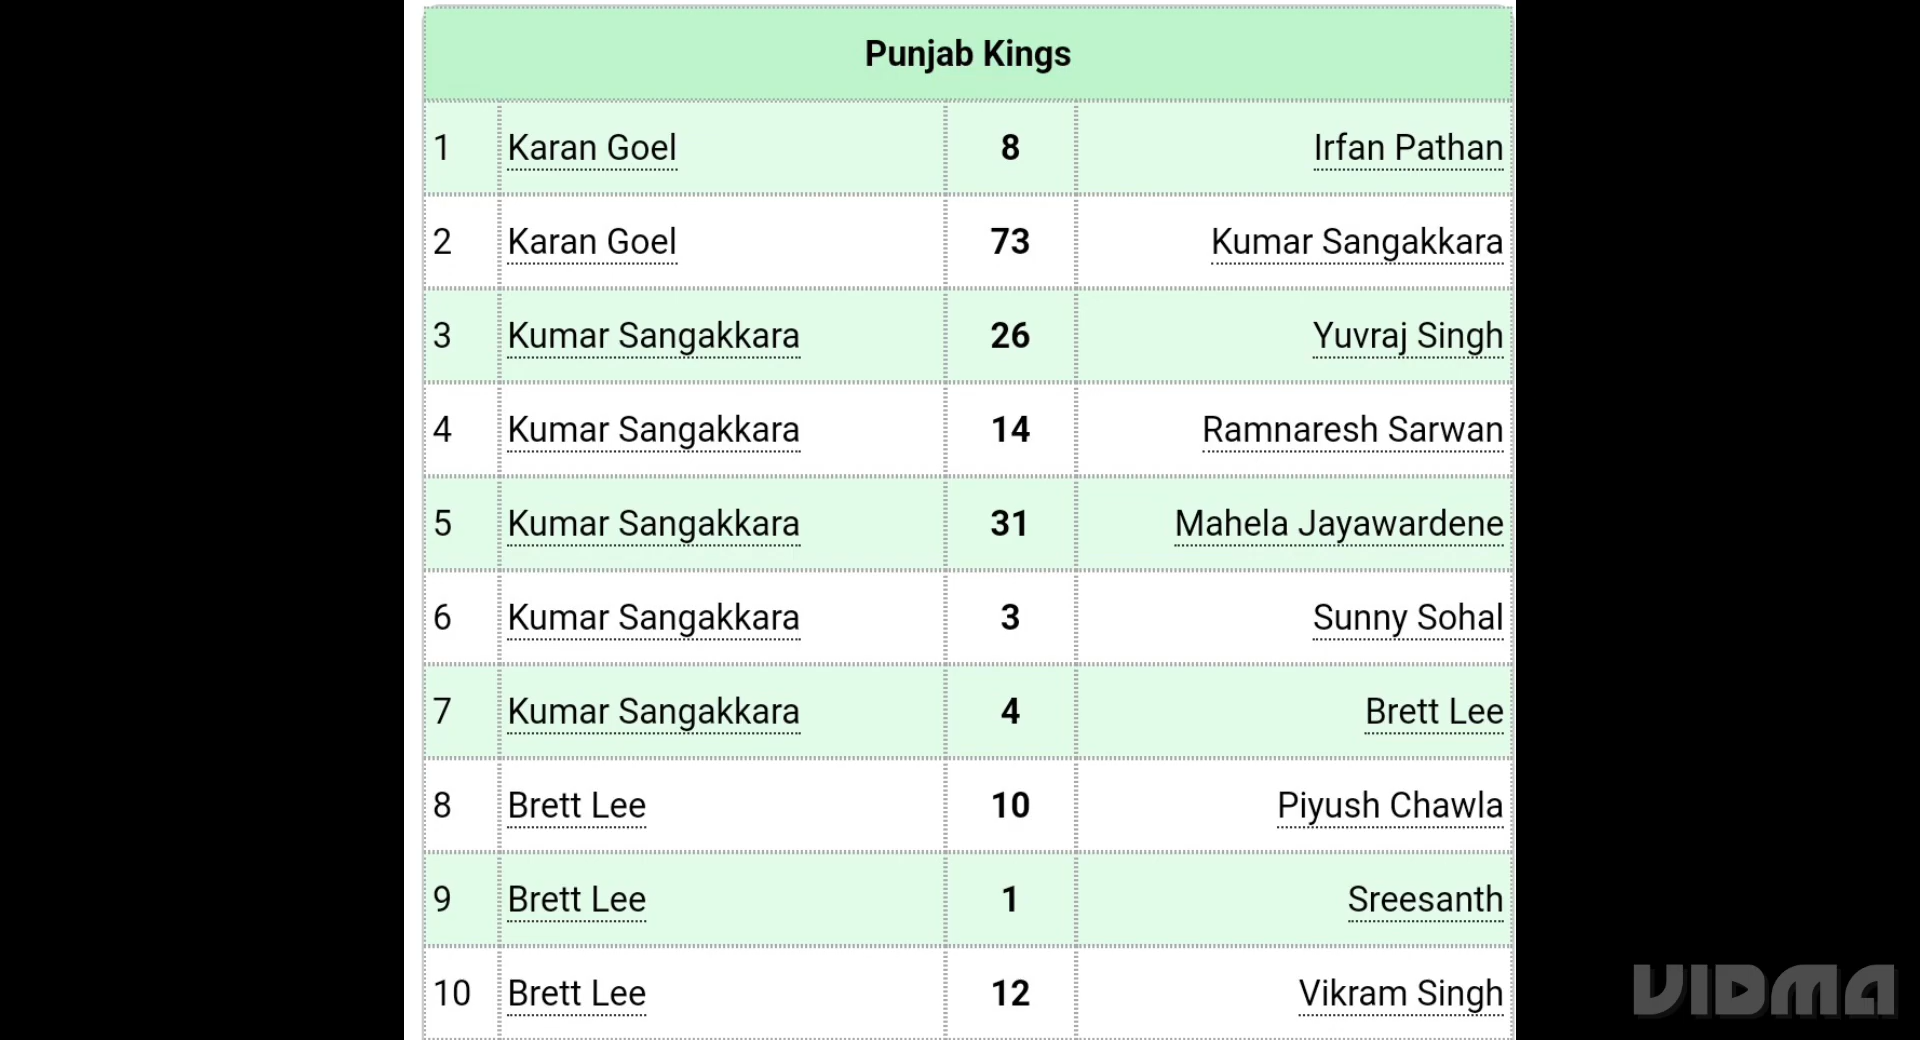 Punjab Kings
1 Karan Goel 8 Irfan Pathan
2 Karan Goel 73 Kumar Sangakkara
3 Kumar Sangakkara 26 Yuvraj Singh
4 Kumar Sangakkara 14 Ramnaresh Sarwan
5 Kumar Sangakkara 31 Mahela Jayawardene
6 Kumar Sangakkara 3 Sunny Sohal
7 Kumar Sangakkara 4 Brett Lee
8 Brett Lee 10 Piyush Chawla
9 Brett Lee 1 Sreesanth
10 Brett Lee 12 Vikram Singh
VIDMA